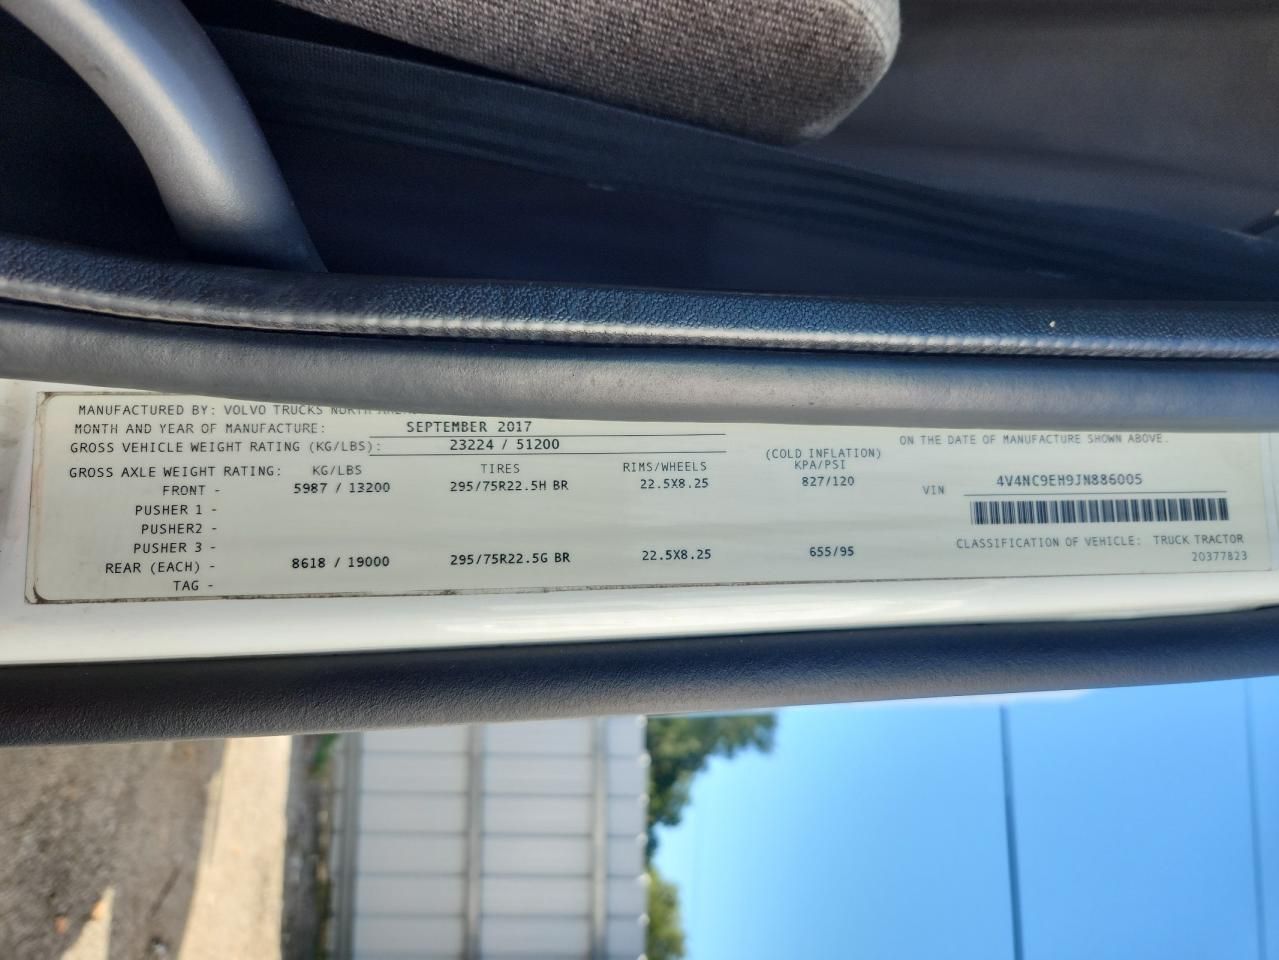 MANUFACTURED BY: VOLVO TRUCKS NORTH
MONTH AND YEAR OF MANUFACTURE: SEPTEMBER 2017
GROSS VEHICLE WEIGHT RATING (KG/LBS): 23224 / 51200
ON THE DATE OF MANUFACTURE SHOWN ABOVE.
(COLD INFLATION)
GROSS AXLE WEIGHT RATING: KG/LBS TIRES RIMS/WHEELS KPA/PSI
FRONT - 5987 / 13200 295/75R22.5H BR 22.5X8.25 827/120
VIN 4V4NC9EH9JN886005
PUSHER 1 -
PUSHER2 -
PUSHER 3 -
CLASSIFICATION OF VEHICLE: TRUCK TRACTOR
REAR (EACH) - 8618 / 19000 295/75R22.5G BR 22.5X8.25 655/95
20377823
TAG -